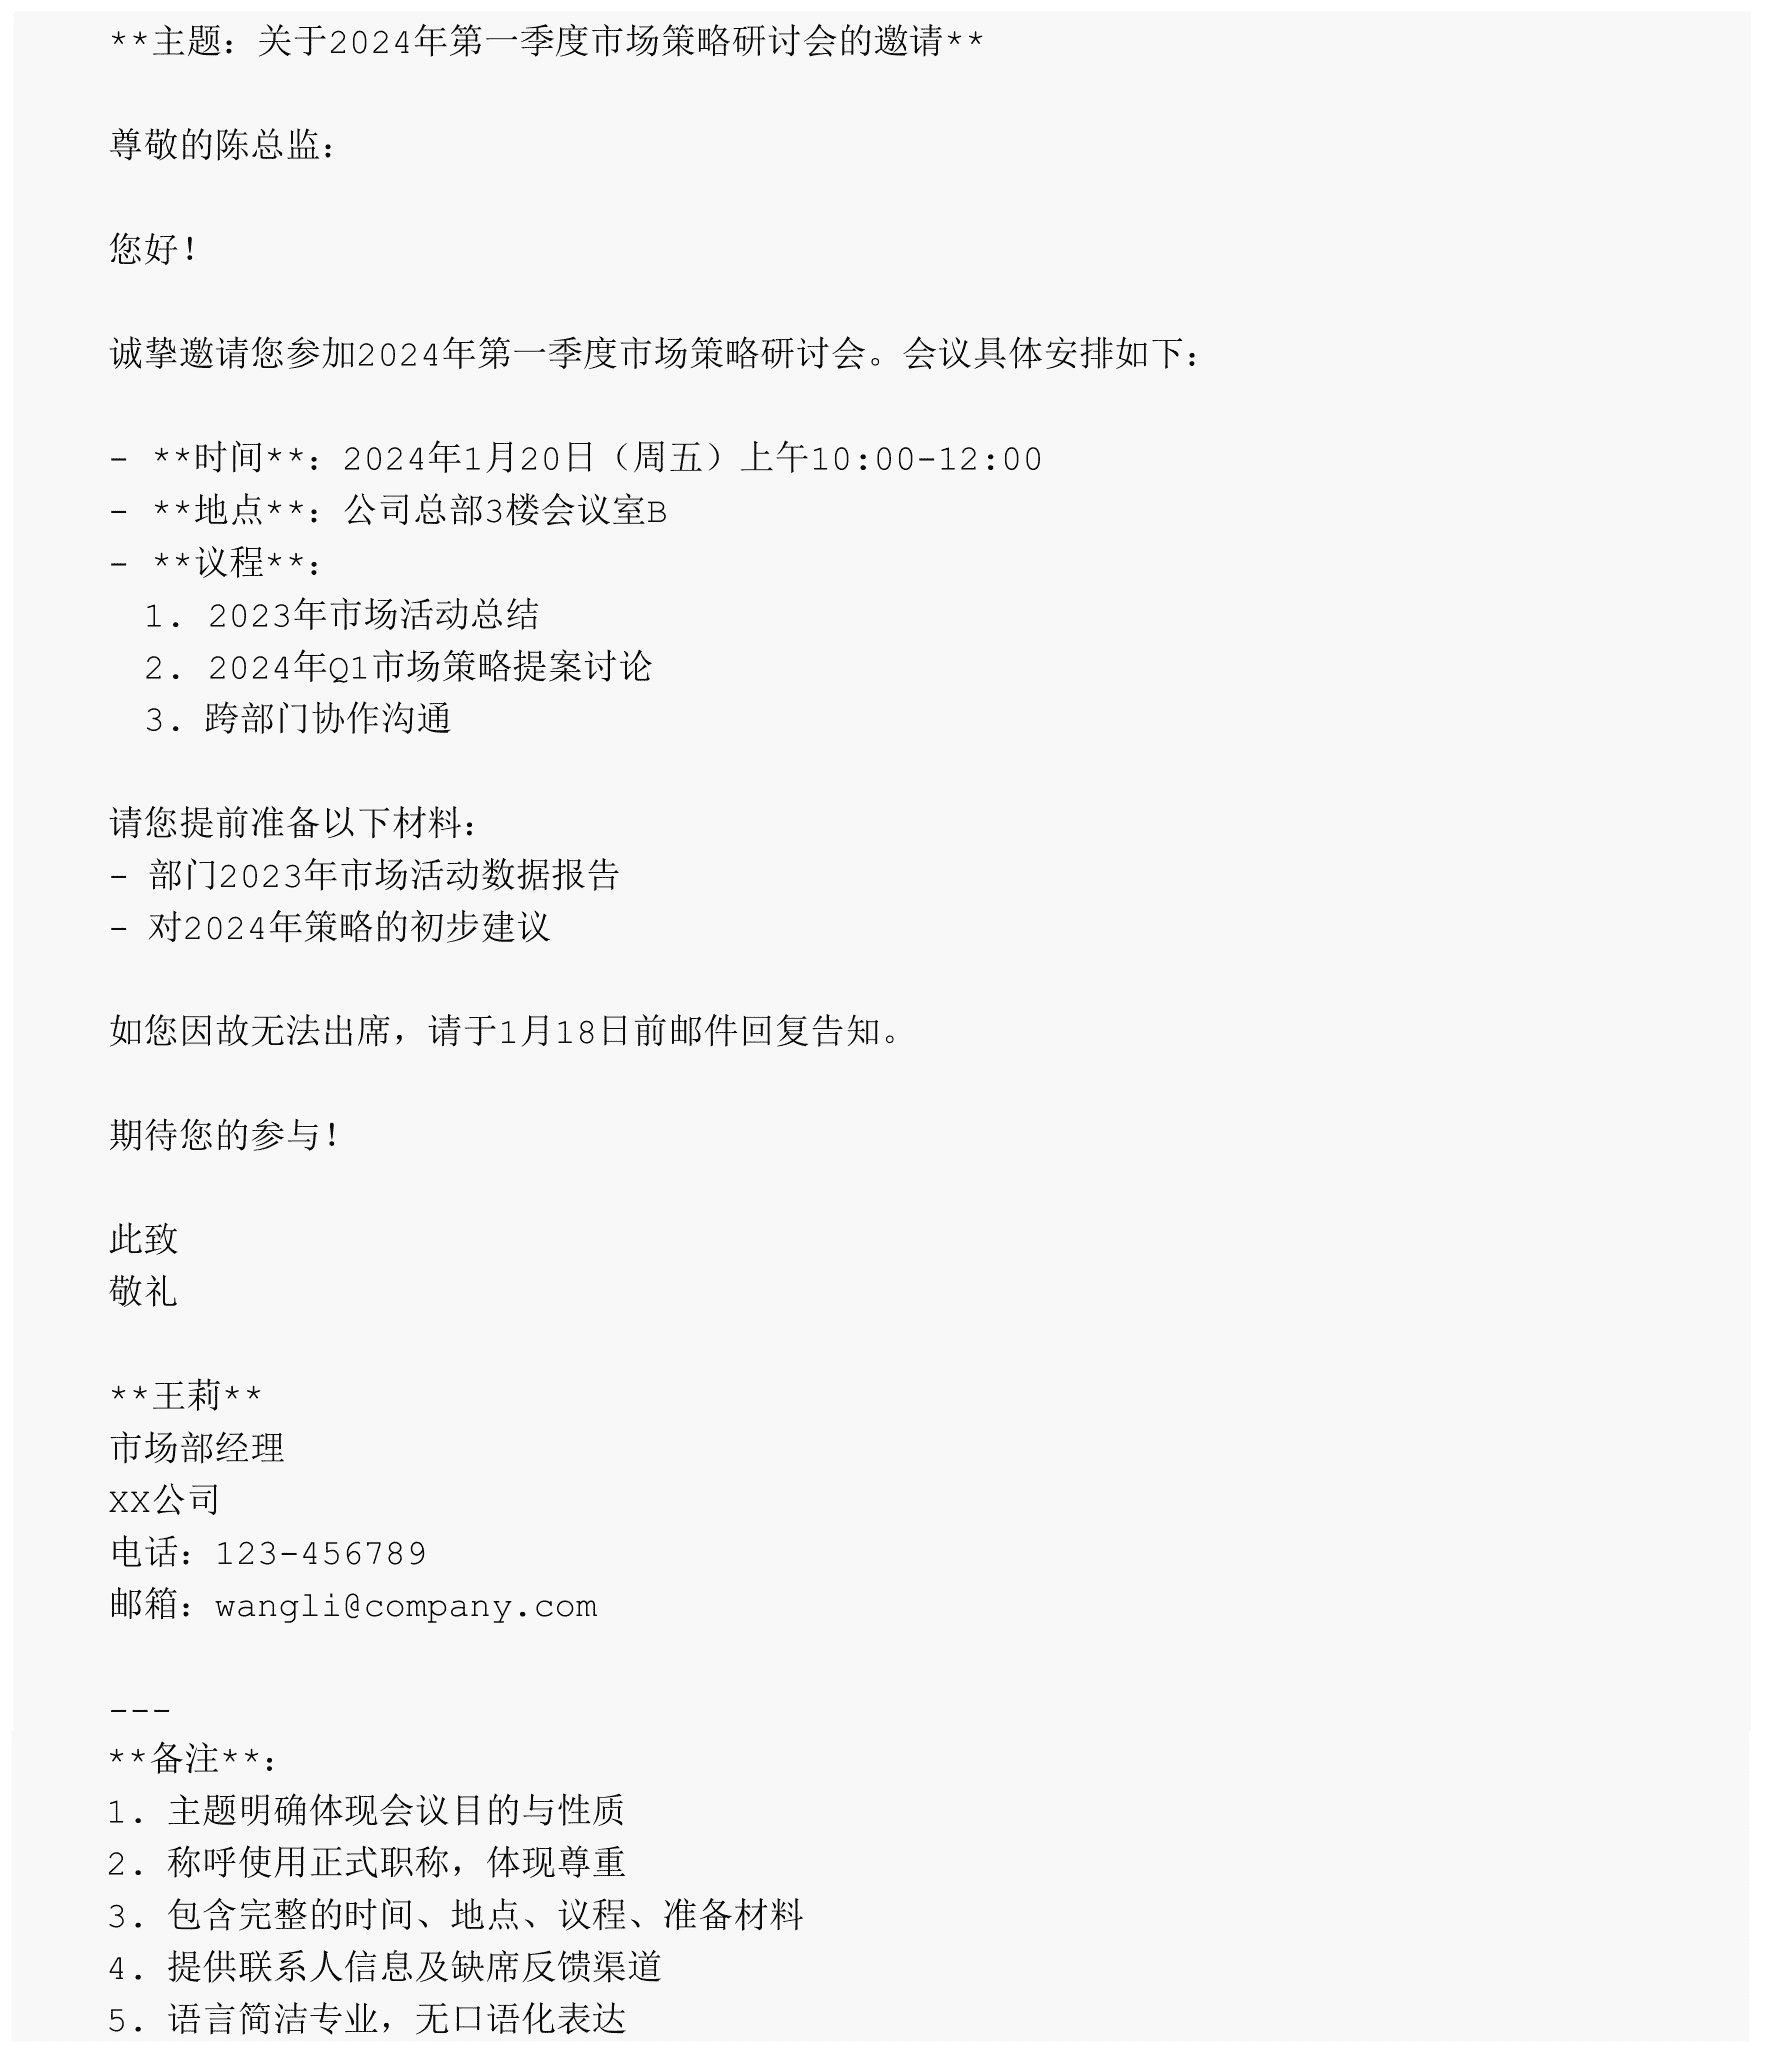 **主题：关于2024年第一季度市场策略研讨会的邀请**
尊敬的陈总监：
您好！
诚挚邀请您参加2024年第一季度市场策略研讨会。会议具体安排如下：
- **时间**：2024年1月20日（周五）上午10:00-12:00
- **地点**：公司总部3楼会议室B
- **议程**：
1. 2023年市场活动总结
2. 2024年Q1市场策略提案讨论
3. 跨部门协作沟通
请您提前准备以下材料：
- 部门2023年市场活动数据报告
- 对2024年策略的初步建议
如您因故无法出席，请于1月18日前邮件回复告知。
期待您的参与！
此致
敬礼
**王莉**
市场部经理
XX公司
电话：123-456789
邮箱：wangli@company.com
---
**备注**：
1. 主题明确体现会议目的与性质
2. 称呼使用正式职称，体现尊重
3. 包含完整的时间、地点、议程、准备材料
4. 提供联系人信息及缺席反馈渠道
5. 语言简洁专业，无口语化表达